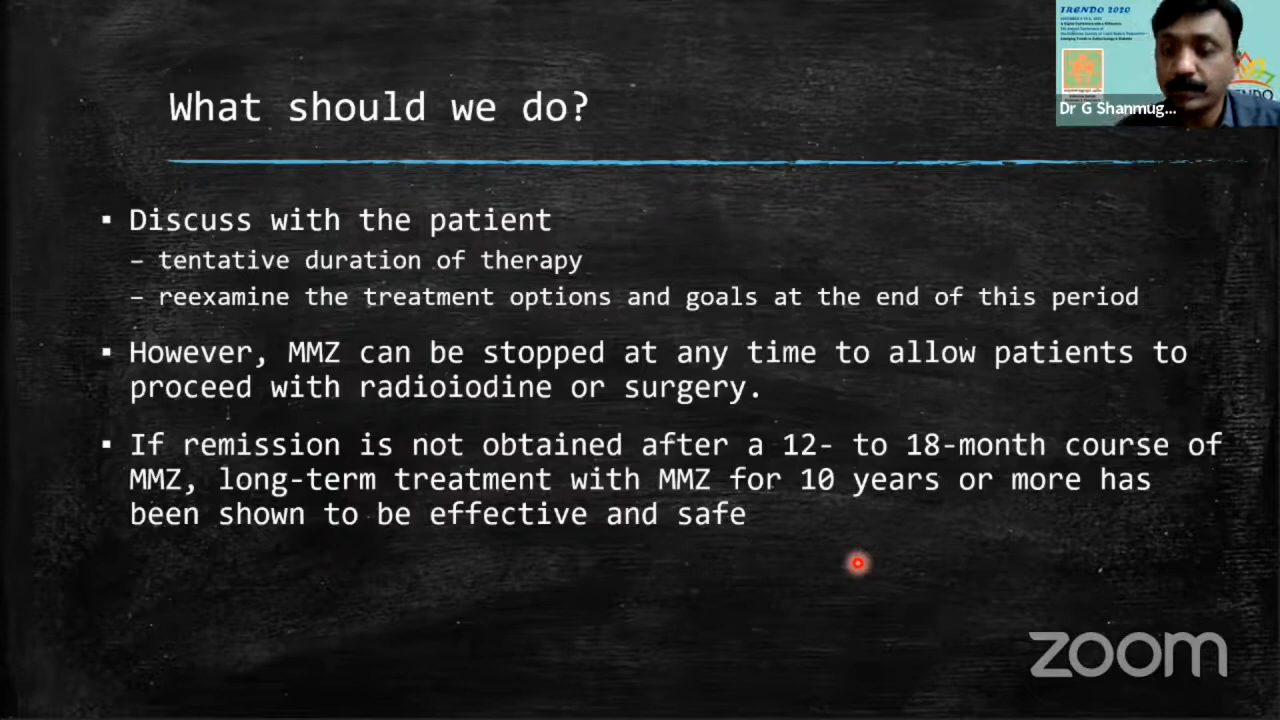 What should we do?
▪ Discuss with the patient
– tentative duration of therapy
– reexamine the treatment options and goals at the end of this period
▪ However, MMZ can be stopped at any time to allow patients to
proceed with radioiodine or surgery.
▪ If remission is not obtained after a 12- to 18-month course of
MMZ, long-term treatment with MMZ for 10 years or more has
been shown to be effective and safe
TRENDO 2020
Dr G Shanmug...
zoom